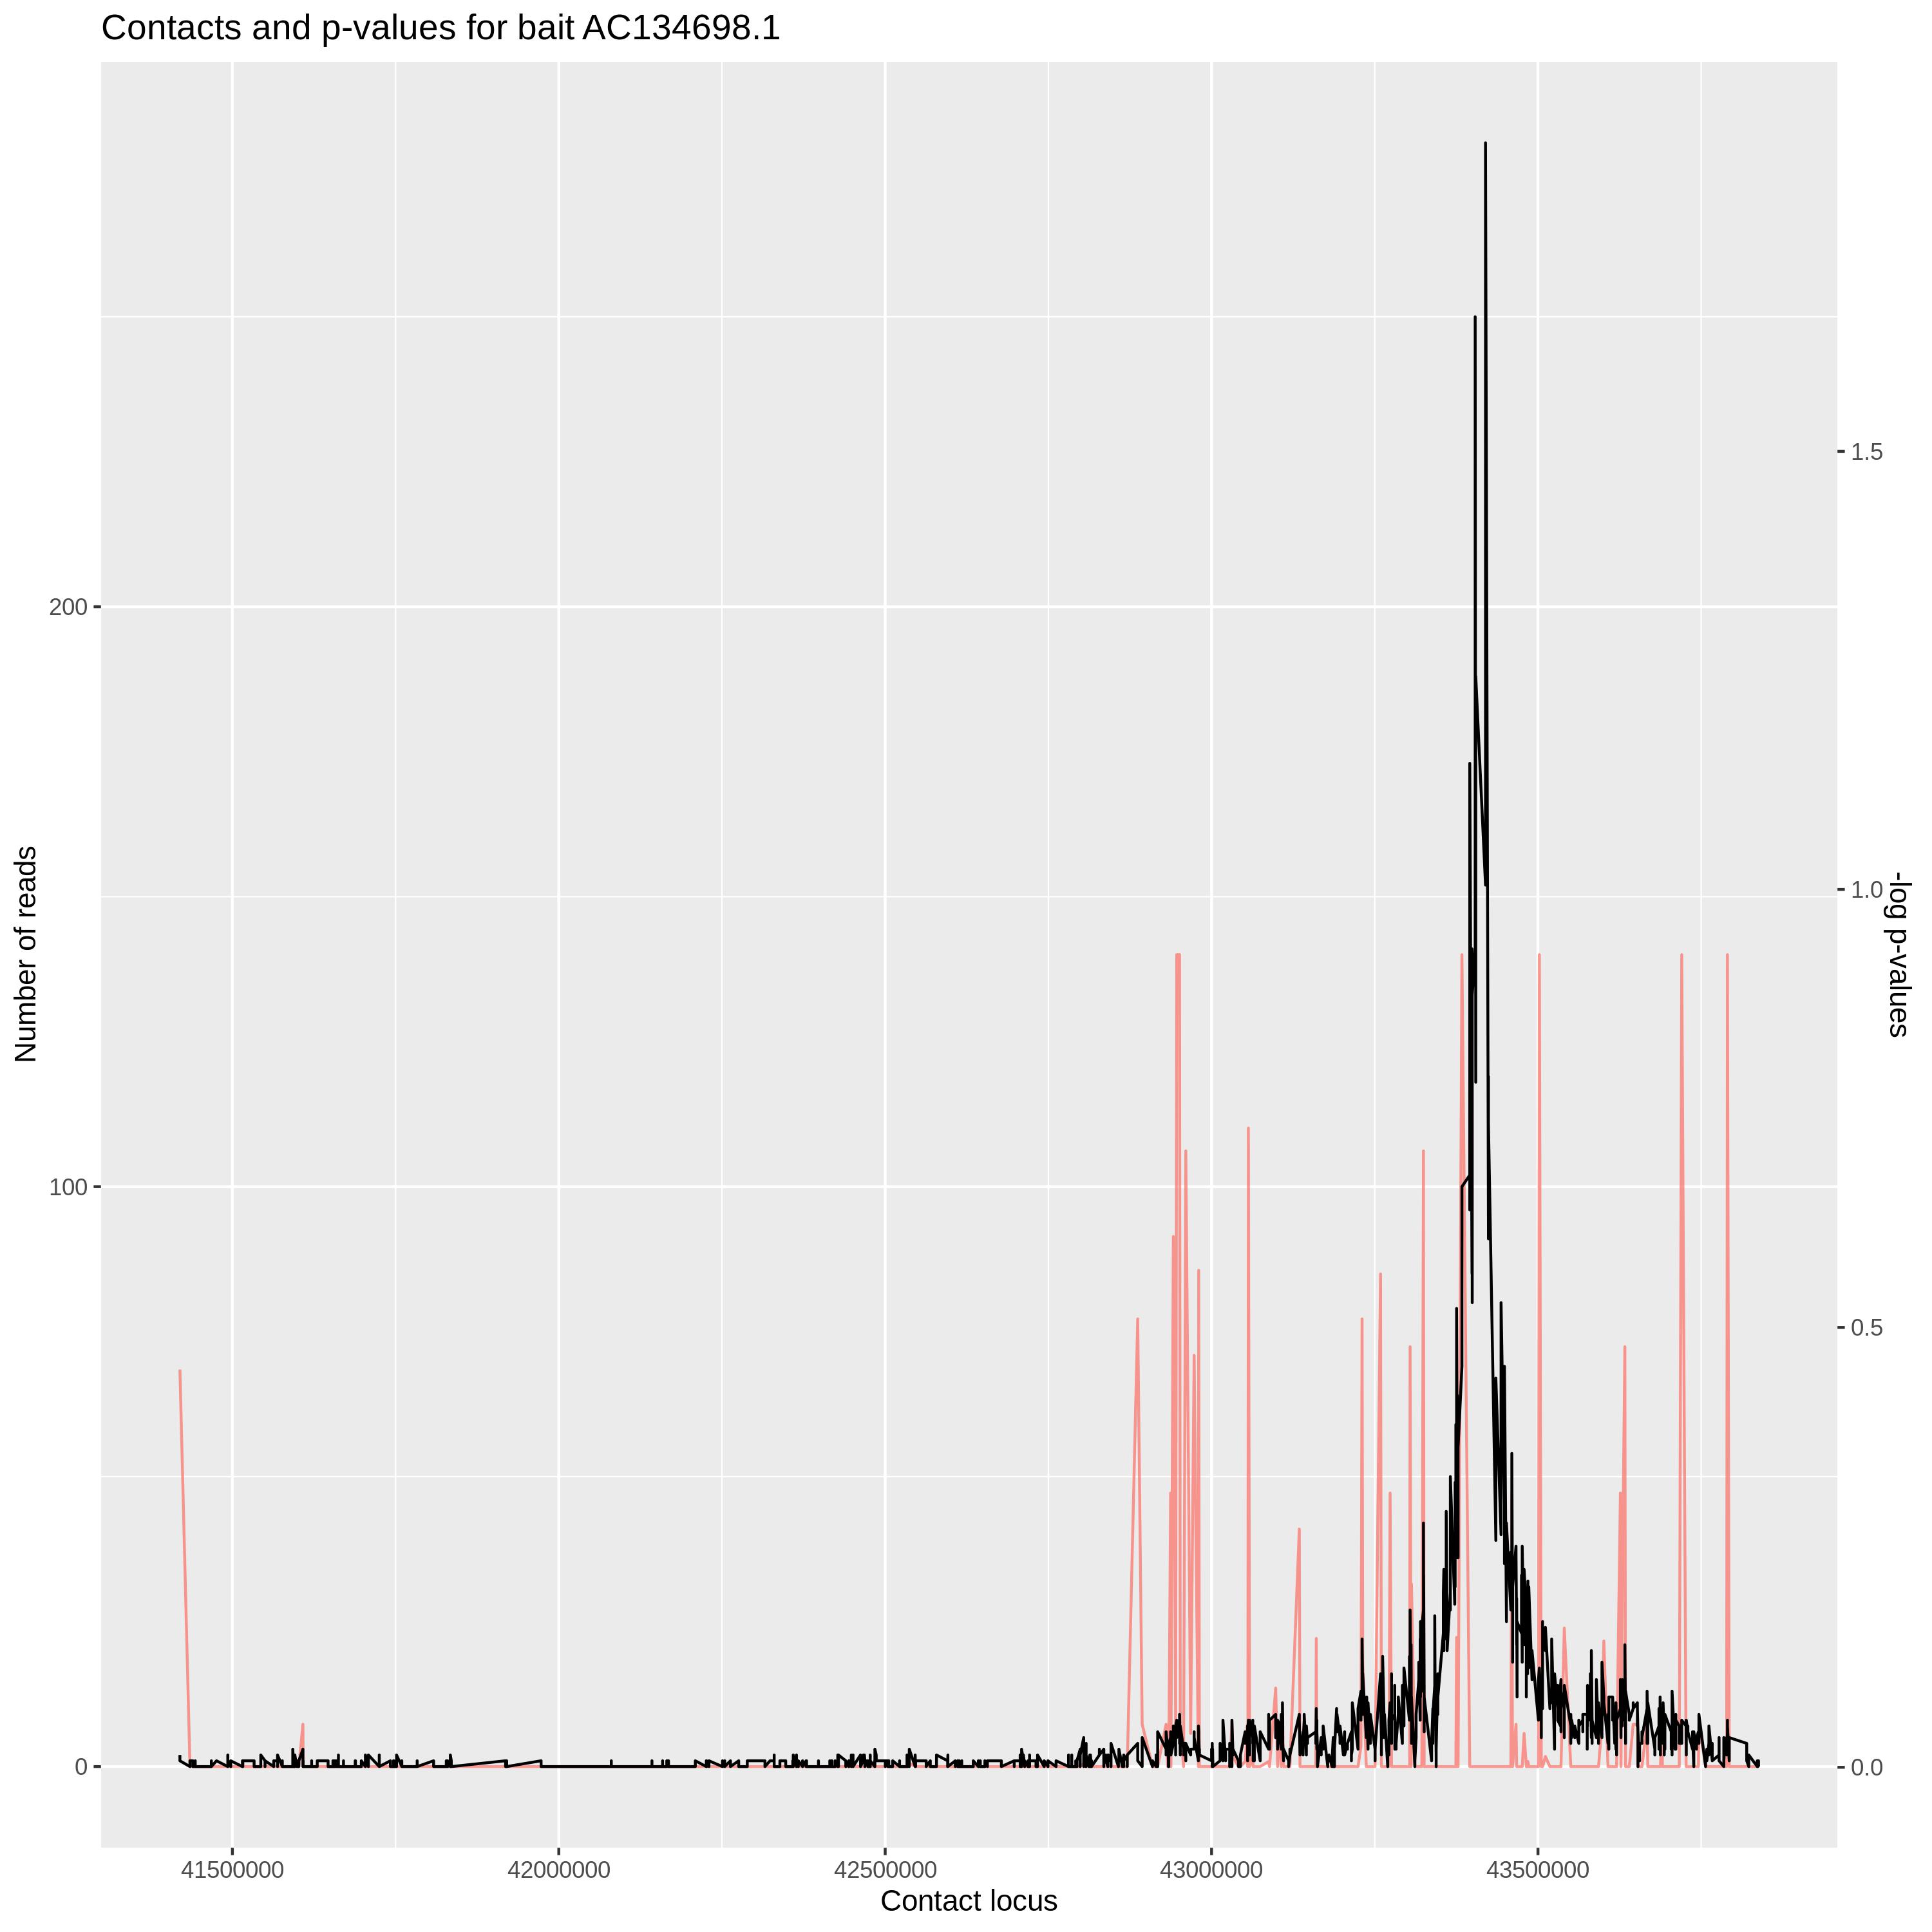 Contacts and p-values for bait AC134698.1
Number of reads
200
100
0
1.5
1.0
0.5
0.0
-log p-values
41500000 42000000 42500000 43000000 43500000
Contact locus